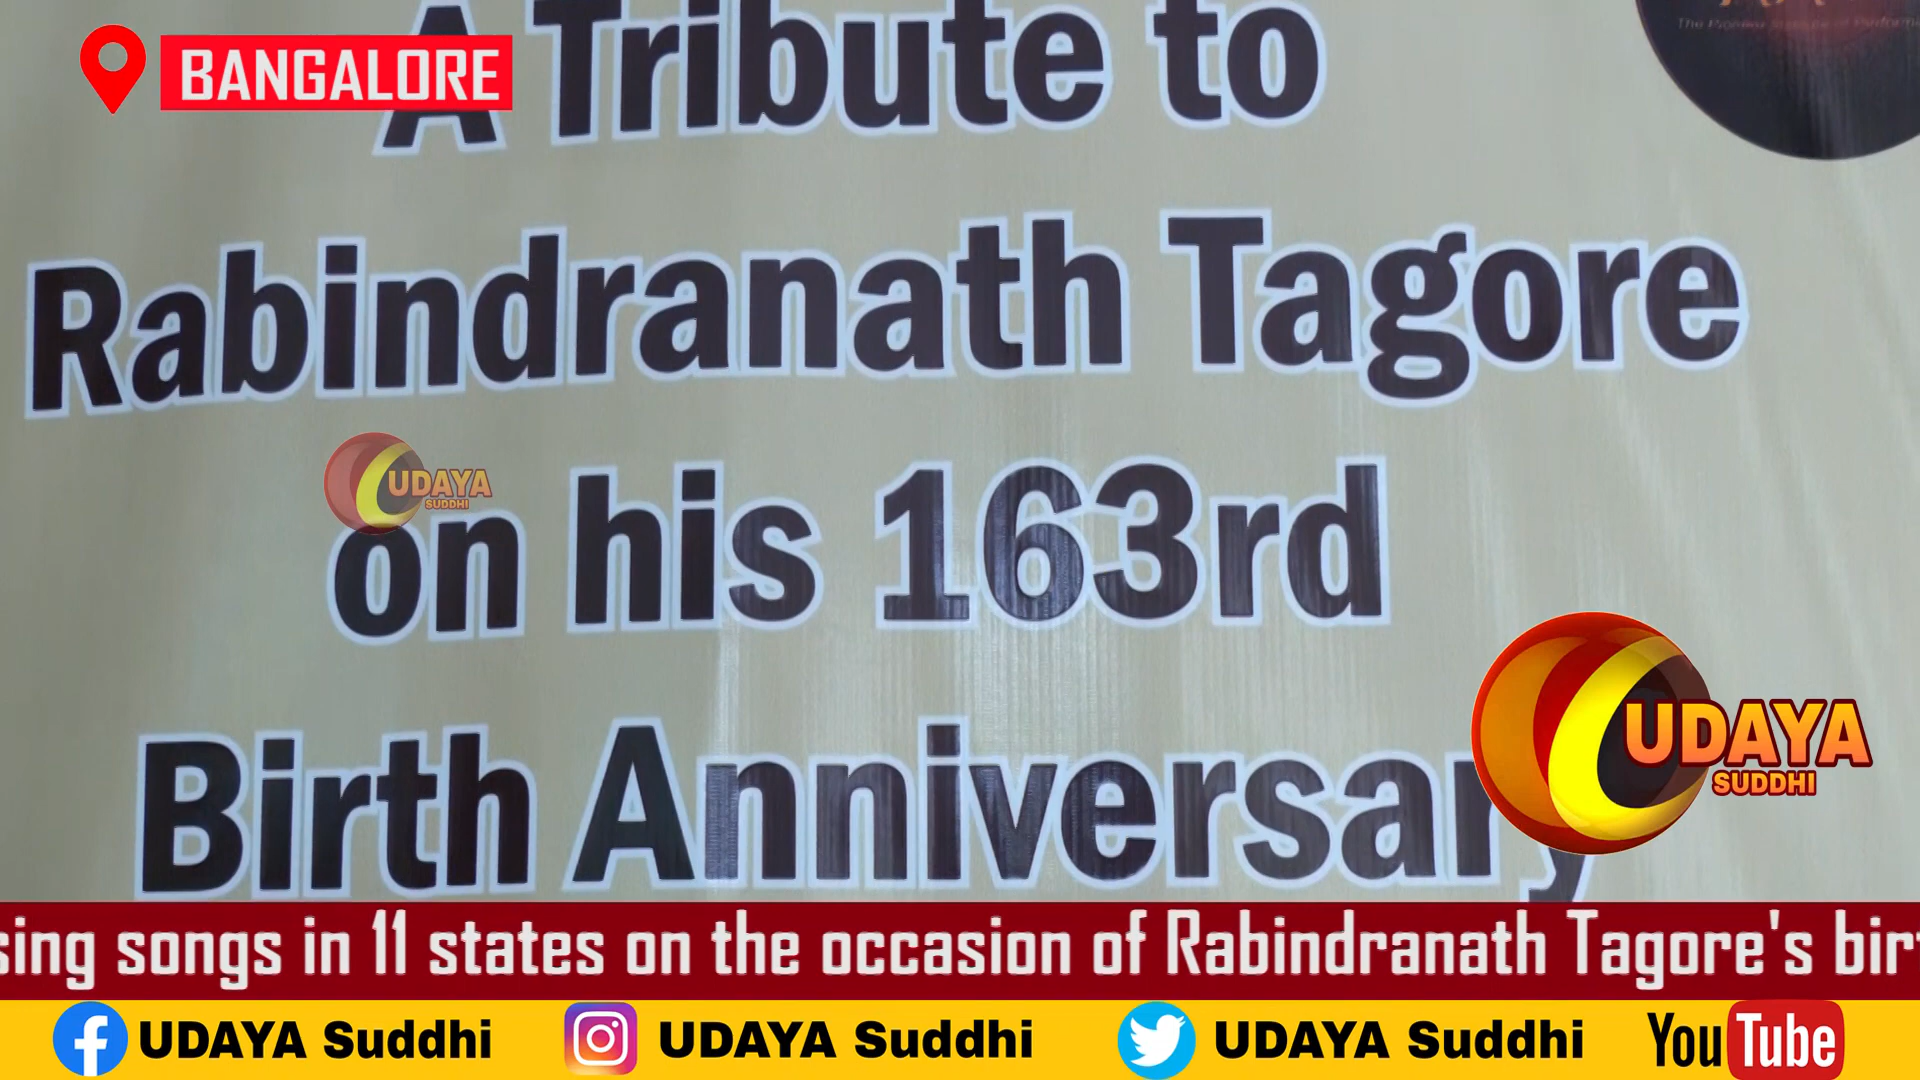 BANGALORE
A Tribute to
Rabindranath Tagore
on his 163rd
Birth Anniversary
UDAYA
SUDDHI
UDAYA
SUDDHI
sing songs in 11 states on the occasion of Rabindranath Tagore's
UDAYA Suddhi
UDAYA Suddhi
UDAYA Suddhi
YouTube